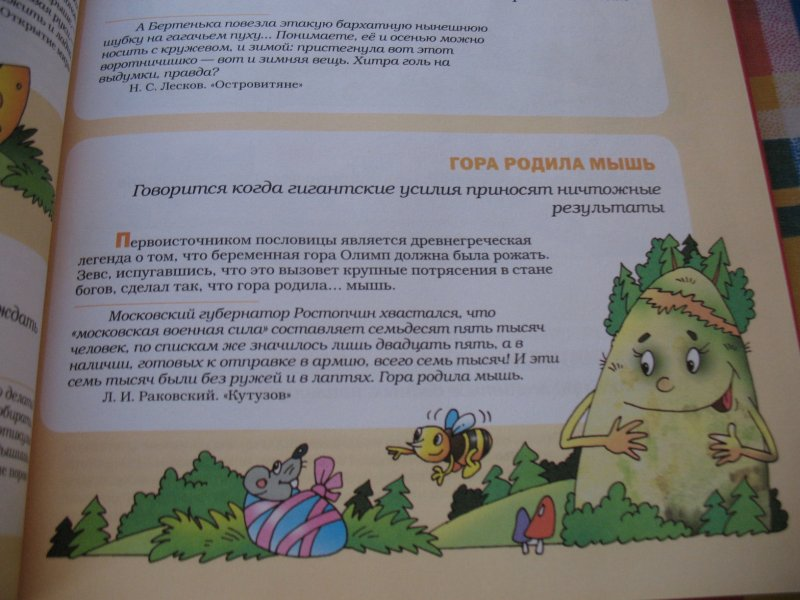 А Бертенька повезла этакую бархатную нынешнюю
шубку на гагачьем пуху... Понимаете, её и осенью можно
носить с кружевом, и зимой: пристегнула вот этот
воротничишко — вот и зимняя вещь. Хитра голь на
выдумки, правда?
Н. С. Лесков. «Островитяне»
ГОРА РОДИЛА МЫШЬ
Говорится когда гигантские усилия приносят ничтожные
результаты
Первоисточником пословицы является древнегреческая
легенда о том, что беременная гора Олимп должна была рожать.
Зевс, испугавшись, что это вызовет крупные потрясения в стане
богов, сделал так, что гора родила... мышь.
Московский губернатор Ростопчин хвастался, что
«московская военная сила» составляет семьдесят пять тысяч
человек, по спискам же значилось лишь двадцать пять, а в
наличии, готовых к отправке в армию, всего семь тысяч! И эти
семь тысяч были без ружей и в лаптях. Гора родила мышь.
Л. И. Раковский. «Кутузов»
Открытие
ждать
делать